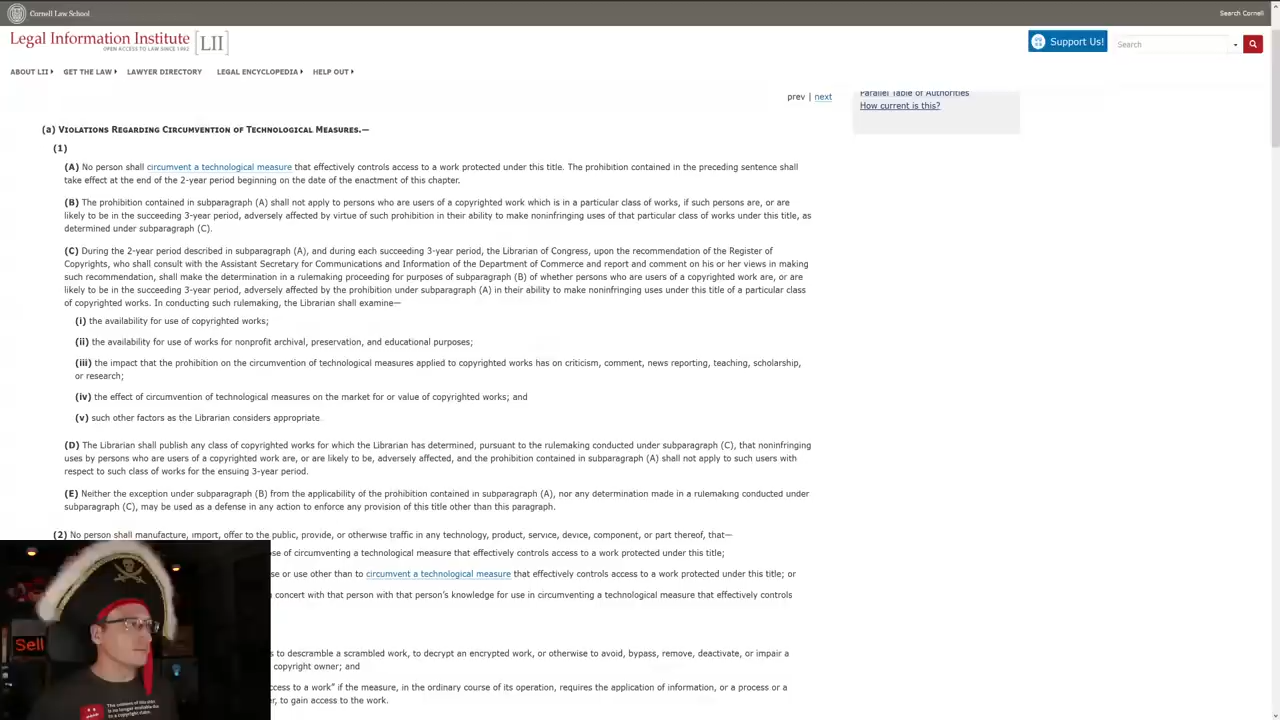 Cornell Law School
Search Cornell
Legal Information Institute [LII]
OPEN ACCESS TO LAW SINCE 1992
Support Us!
Search
ABOUT LII
GET THE LAW
LAWYER DIRECTORY
LEGAL ENCYCLOPEDIA
HELP OUT
prev | next
Parallel Table of Authorities
How current is this?
(a) Violations Regarding Circumvention of Technological Measures.—
(1)
(A) No person shall circumvent a technological measure that effectively controls access to a work protected under this title. The prohibition contained in the preceding sentence shall
take effect at the end of the 2-year period beginning on the date of the enactment of this chapter.
(B) The prohibition contained in subparagraph (A) shall not apply to persons who are users of a copyrighted work which is in a particular class of works, if such persons are, or are
likely to be in the succeeding 3-year period, adversely affected by virtue of such prohibition in their ability to make noninfringing uses of that particular class of works under this title, as
determined under subparagraph (C).
(C) During the 2-year period described in subparagraph (A), and during each succeeding 3-year period, the Librarian of Congress, upon the recommendation of the Register of
Copyrights, who shall consult with the Assistant Secretary for Communications and Information of the Department of Commerce and report and comment on his or her views in making
such recommendation, shall make the determination in a rulemaking proceeding for purposes of subparagraph (B) of whether persons who are users of a copyrighted work are, or are
likely to be in the succeeding 3-year period, adversely affected by the prohibition under subparagraph (A) in their ability to make noninfringing uses under this title of a particular class
of copyrighted works. In conducting such rulemaking, the Librarian shall examine—
(i) the availability for use of copyrighted works;
(ii) the availability for use of works for nonprofit archival, preservation, and educational purposes;
(iii) the impact that the prohibition on the circumvention of technological measures applied to copyrighted works has on criticism, comment, news reporting, teaching, scholarship,
or research;
(iv) the effect of circumvention of technological measures on the market for or value of copyrighted works; and
(v) such other factors as the Librarian considers appropriate.
(D) The Librarian shall publish any class of copyrighted works for which the Librarian has determined, pursuant to the rulemaking conducted under subparagraph (C), that noninfringing
uses by persons who are users of a copyrighted work are, or are likely to be, adversely affected, and the prohibition contained in subparagraph (A) shall not apply to such users with
respect to such class of works for the ensuing 3-year period.
(E) Neither the exception under subparagraph (B) from the applicability of the prohibition contained in subparagraph (A), nor any determination made in a rulemaking conducted under
subparagraph (C), may be used as a defense in any action to enforce any provision of this title other than this paragraph.
(2) No person shall manufacture, import, offer to the public, provide, or otherwise traffic in any technology, product, service, device, component, or part thereof, that—
of circumventing a technological measure that effectively controls access to a work protected under this title;
or use other than to circumvent a technological measure that effectively controls access to a work protected under this title; or
concert with that person with that person's knowledge for use in circumventing a technological measure that effectively controls
to descramble a scrambled work, to decrypt an encrypted work, or otherwise to avoid, bypass, remove, deactivate, or impair a
copyright owner; and
to a work" if the measure, in the ordinary course of its operation, requires the application of information, or a process or a
to gain access to the work.
Sell